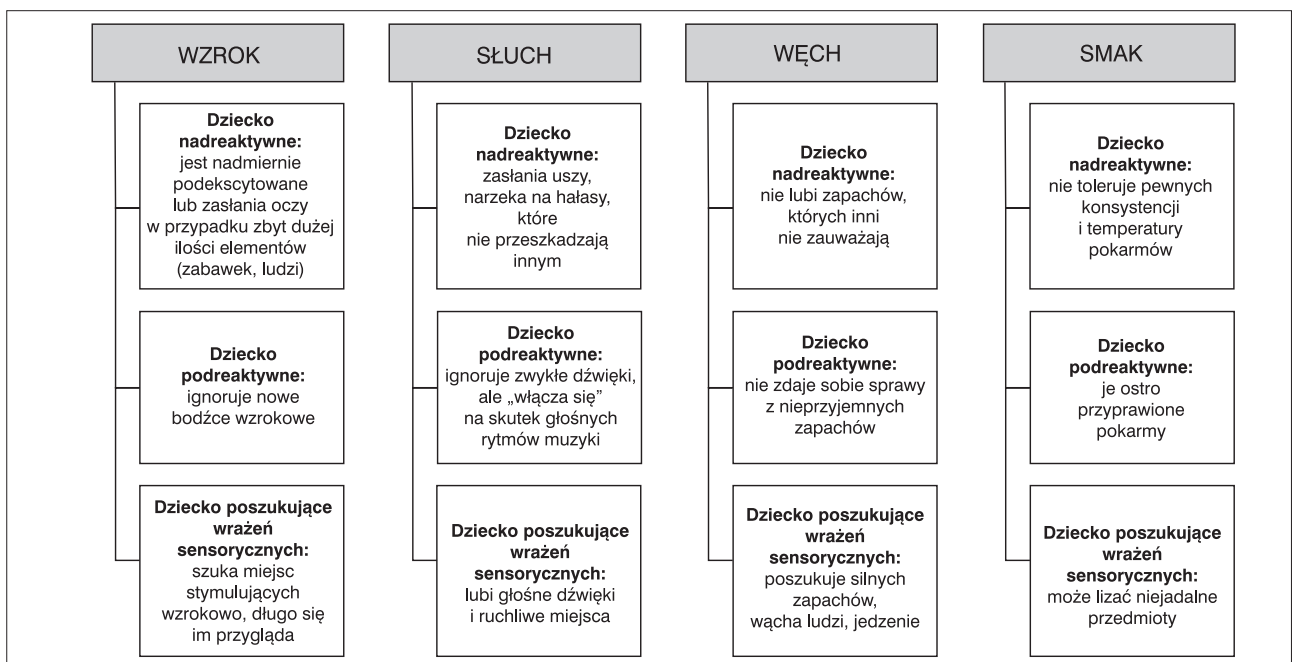 WZROK
Dziecko
nadreaktywne:
jest nadmiernie
podekscytowane
lub zasłania oczy
w przypadku zbyt dużej
ilości elementów
(zabawek, ludzi)
Dziecko
podreaktywne:
ignoruje nowe
bodźce wzrokowe
Dziecko poszukujące
wrażeń
sensorycznych:
szuka miejsc
stymulujących
wzrokowo, długo się
im przygląda
SŁUCH
Dziecko
nadreaktywne:
zasłania uszy,
narzeka na hałasy,
które
nie przeszkadzają
innym
Dziecko
podreaktywne:
ignoruje zwykłe dźwięki,
ale „włącza się”
na skutek głośnych
rytmów muzyki
Dziecko poszukujące
wrażeń
sensorycznych:
lubi głośne dźwięki
i ruchliwe miejsca
WĘCH
Dziecko
nadreaktywne:
nie lubi zapachów,
których inni
nie zauważają
Dziecko
podreaktywne:
nie zdaje sobie sprawy
z nieprzyjemnych
zapachów
Dziecko poszukujące
wrażeń
sensorycznych:
poszukuje silnych
zapachów,
wącha ludzi, jedzenie
SMAK
Dziecko
nadreaktywne:
nie toleruje pewnych
konsystencji
i temperatury
pokarmów
Dziecko
podreaktywne:
je ostro
przyprawione
pokarmy
Dziecko poszukujące
wrażeń
sensorycznych:
może lizać niejadalne
przedmioty